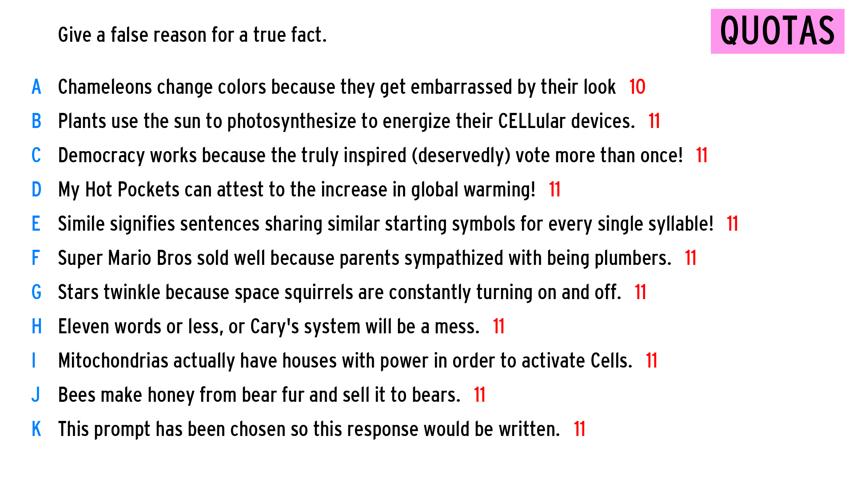 Give a false reason for a true fact.
QUOTAS
A Chameleons change colors because they get embarrassed by their look 10
B Plants use the sun to photosynthesize to energize their CELLular devices. 11
C Democracy works because the truly inspired (deservedly) vote more than once! 11
D My Hot Pockets can attest to the increase in global warming! 11
E Simile signifies sentences sharing similar starting symbols for every single syllable! 11
F Super Mario Bros sold well because parents sympathized with being plumbers. 11
G Stars twinkle because space squirrels are constantly turning on and off. 11
H Eleven words or less, or Cary's system will be a mess. 11
I Mitochondrias actually have houses with power in order to activate Cells. 11
J Bees make honey from bear fur and sell it to bears. 11
K This prompt has been chosen so this response would be written. 11